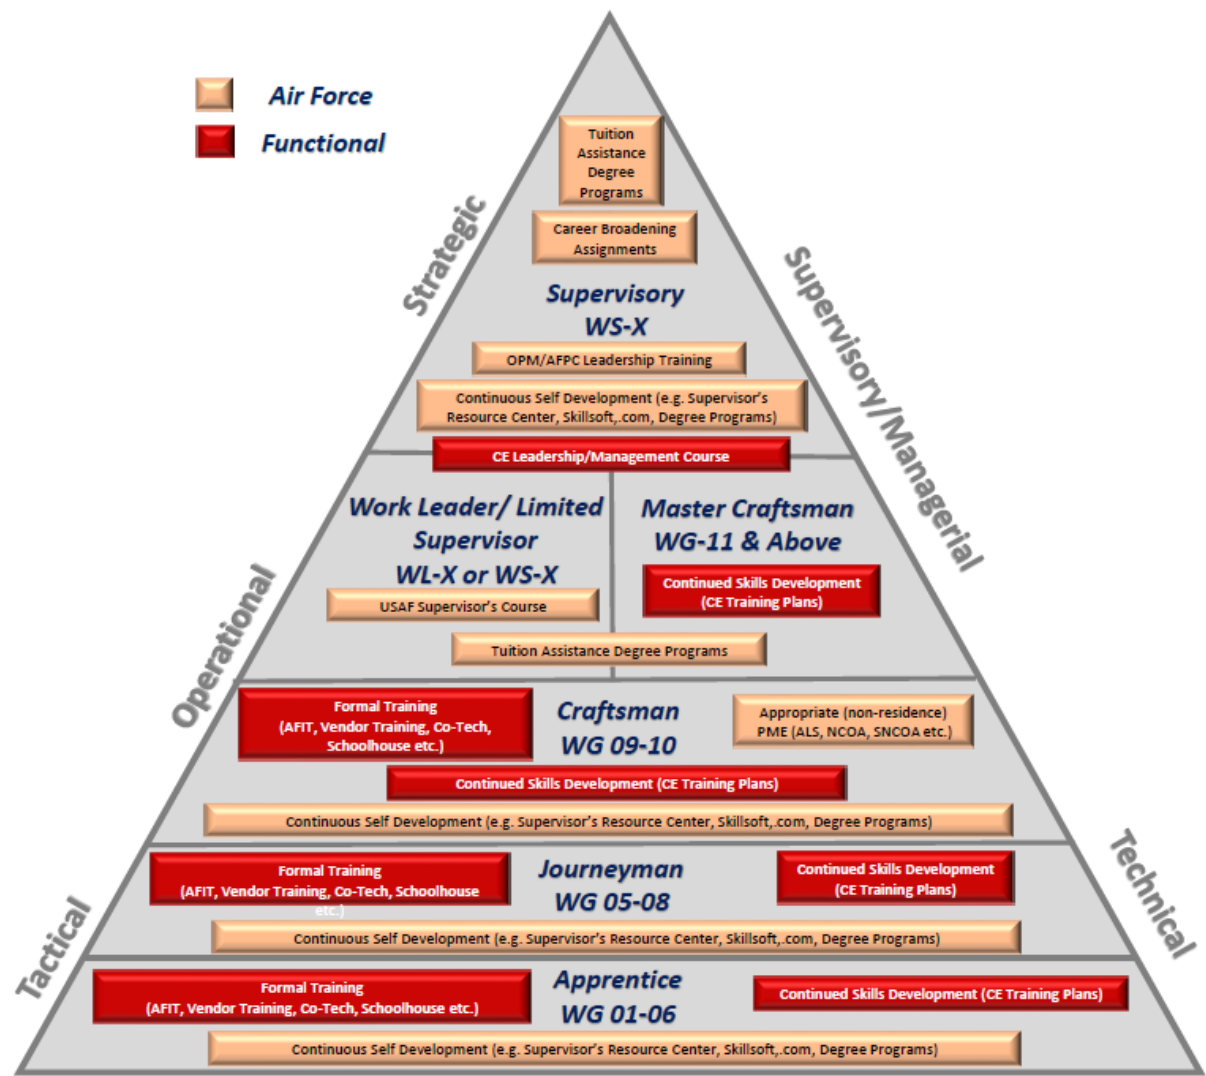 Air Force
Functional
Strategic
Operational
Tactical
Supervisory/Managerial
Technical
Tuition
Assistance
Degree
Programs
Career Broadening
Assignments
Supervisory
WS-X
OPM/AFPC Leadership Training
Continuous Self Development (e.g. Supervisor's
Resource Center, Skillsoft,.com, Degree Programs)
CE Leadership/Management Course
Work Leader/ Limited
Supervisor
WL-X or WS-X
USAF Supervisor's Course
Master Craftsman
WG-11 & Above
Continued Skills Development
(CE Training Plans)
Tuition Assistance Degree Programs
Formal Training
(AFIT, Vendor Training, Co-Tech,
Schoolhouse etc.)
Craftsman
WG 09-10
Appropriate (non-residence)
PME (ALS, NCOA, SNCOA etc.)
Continued Skills Development (CE Training Plans)
Continuous Self Development (e.g. Supervisor's Resource Center, Skillsoft,.com, Degree Programs)
Formal Training
(AFIT, Vendor Training, Co-Tech, Schoolhouse
etc.)
Journeyman
WG 05-08
Continued Skills Development
(CE Training Plans)
Continuous Self Development (e.g. Supervisor's Resource Center, Skillsoft,.com, Degree Programs)
Formal Training
(AFIT, Vendor Training, Co-Tech, Schoolhouse etc.)
Apprentice
WG 01-06
Continued Skills Development (CE Training Plans)
Continuous Self Development (e.g. Supervisor's Resource Center, Skillsoft,.com, Degree Programs)